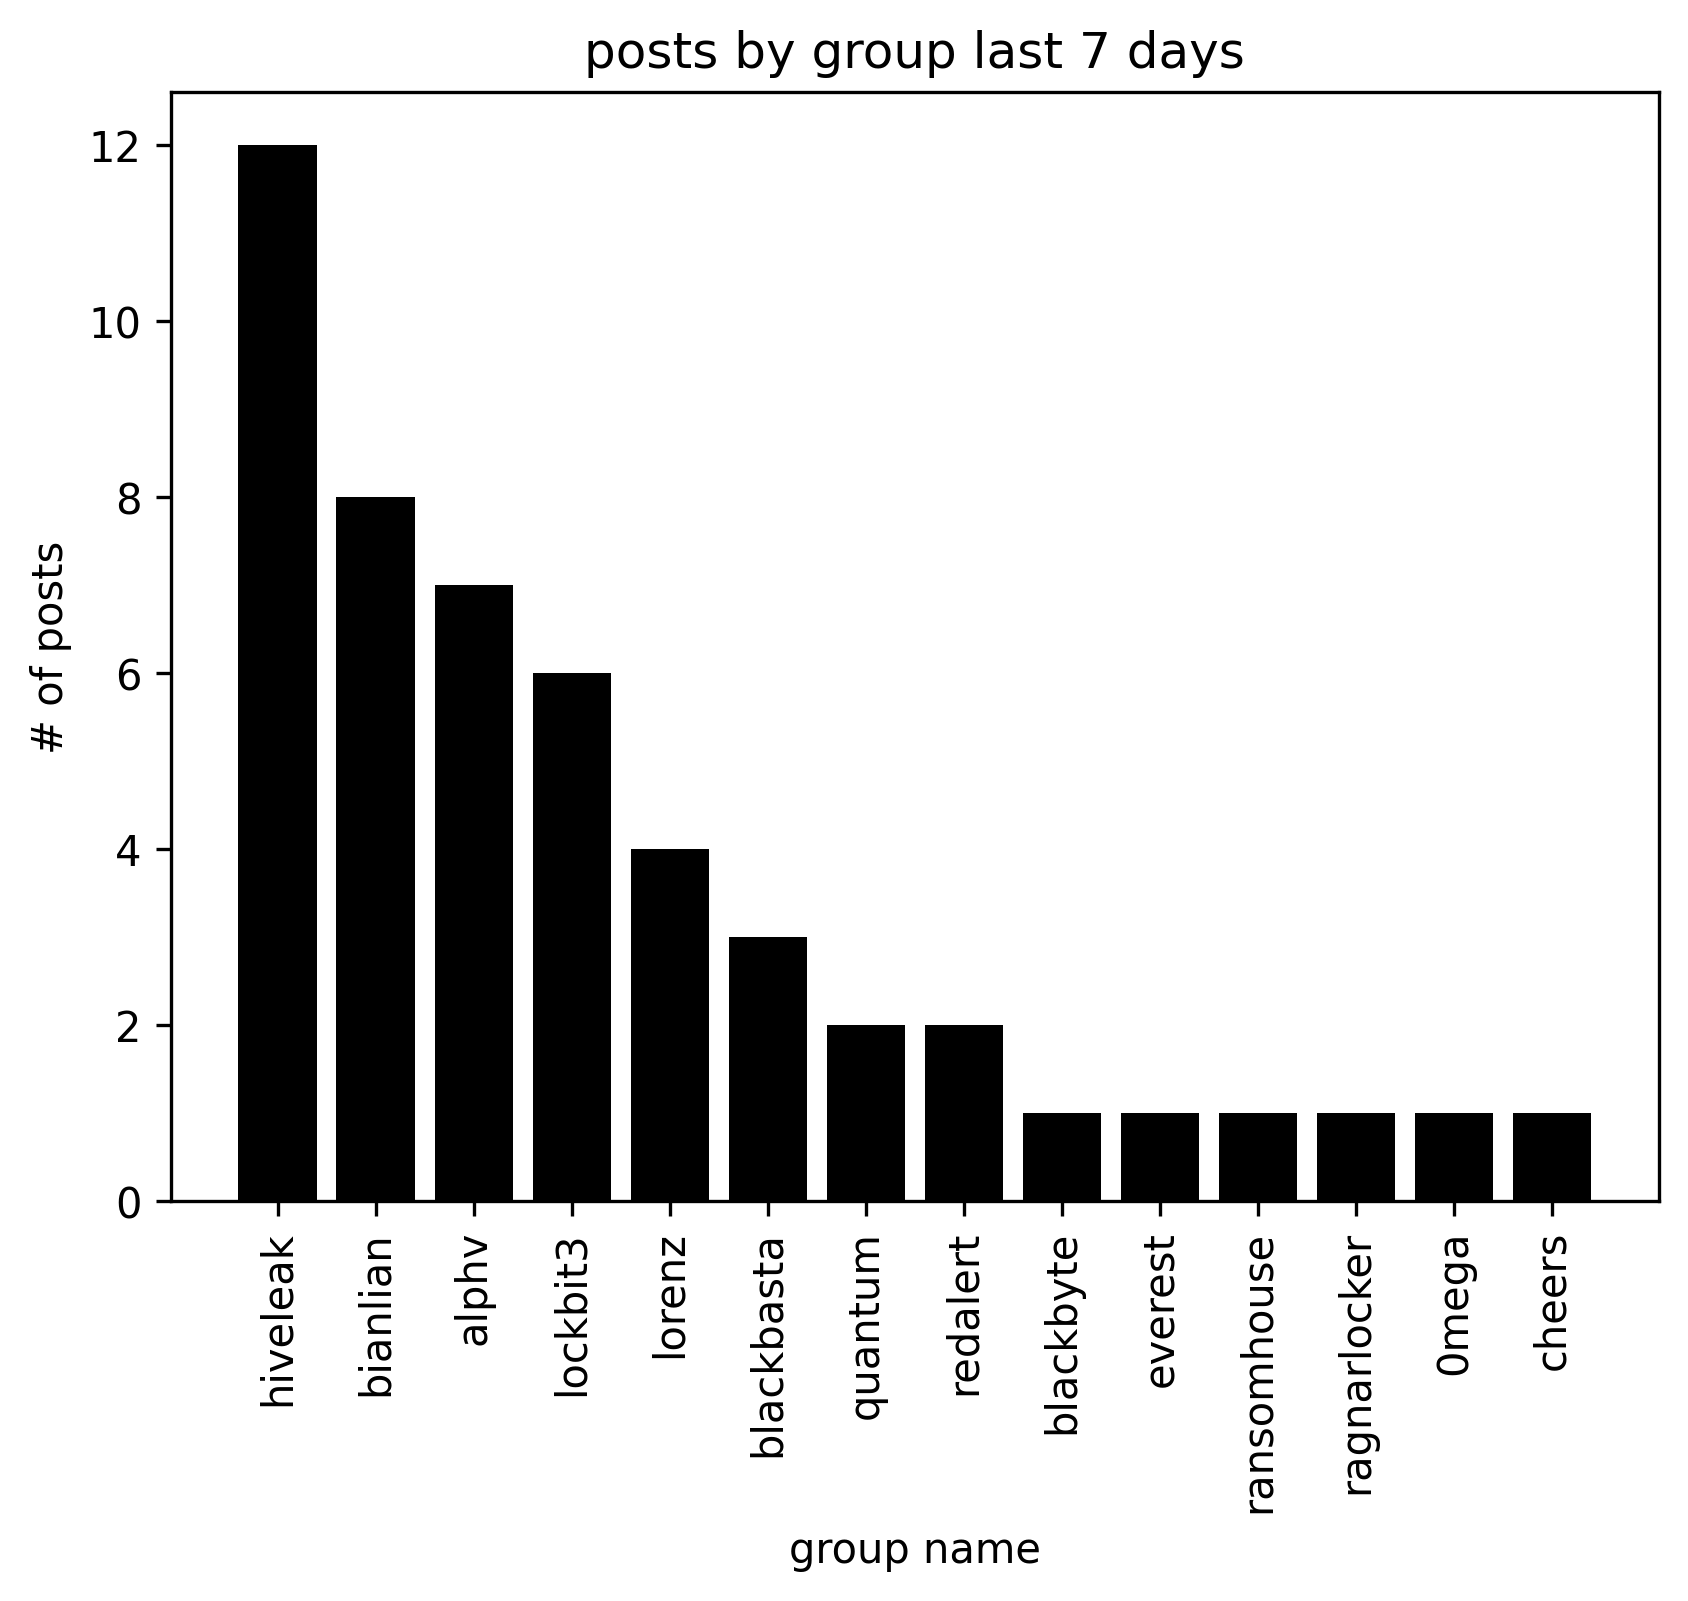 posts by group last 7 days
# of posts
12
10
8
6
4
2
0
hiveleak
bianlian
alphv
lockbit3
lorenz
blackbasta
quantum
redalert
blackbyte
everest
ransomhouse
ragnarlocker
0mega
cheers
group name